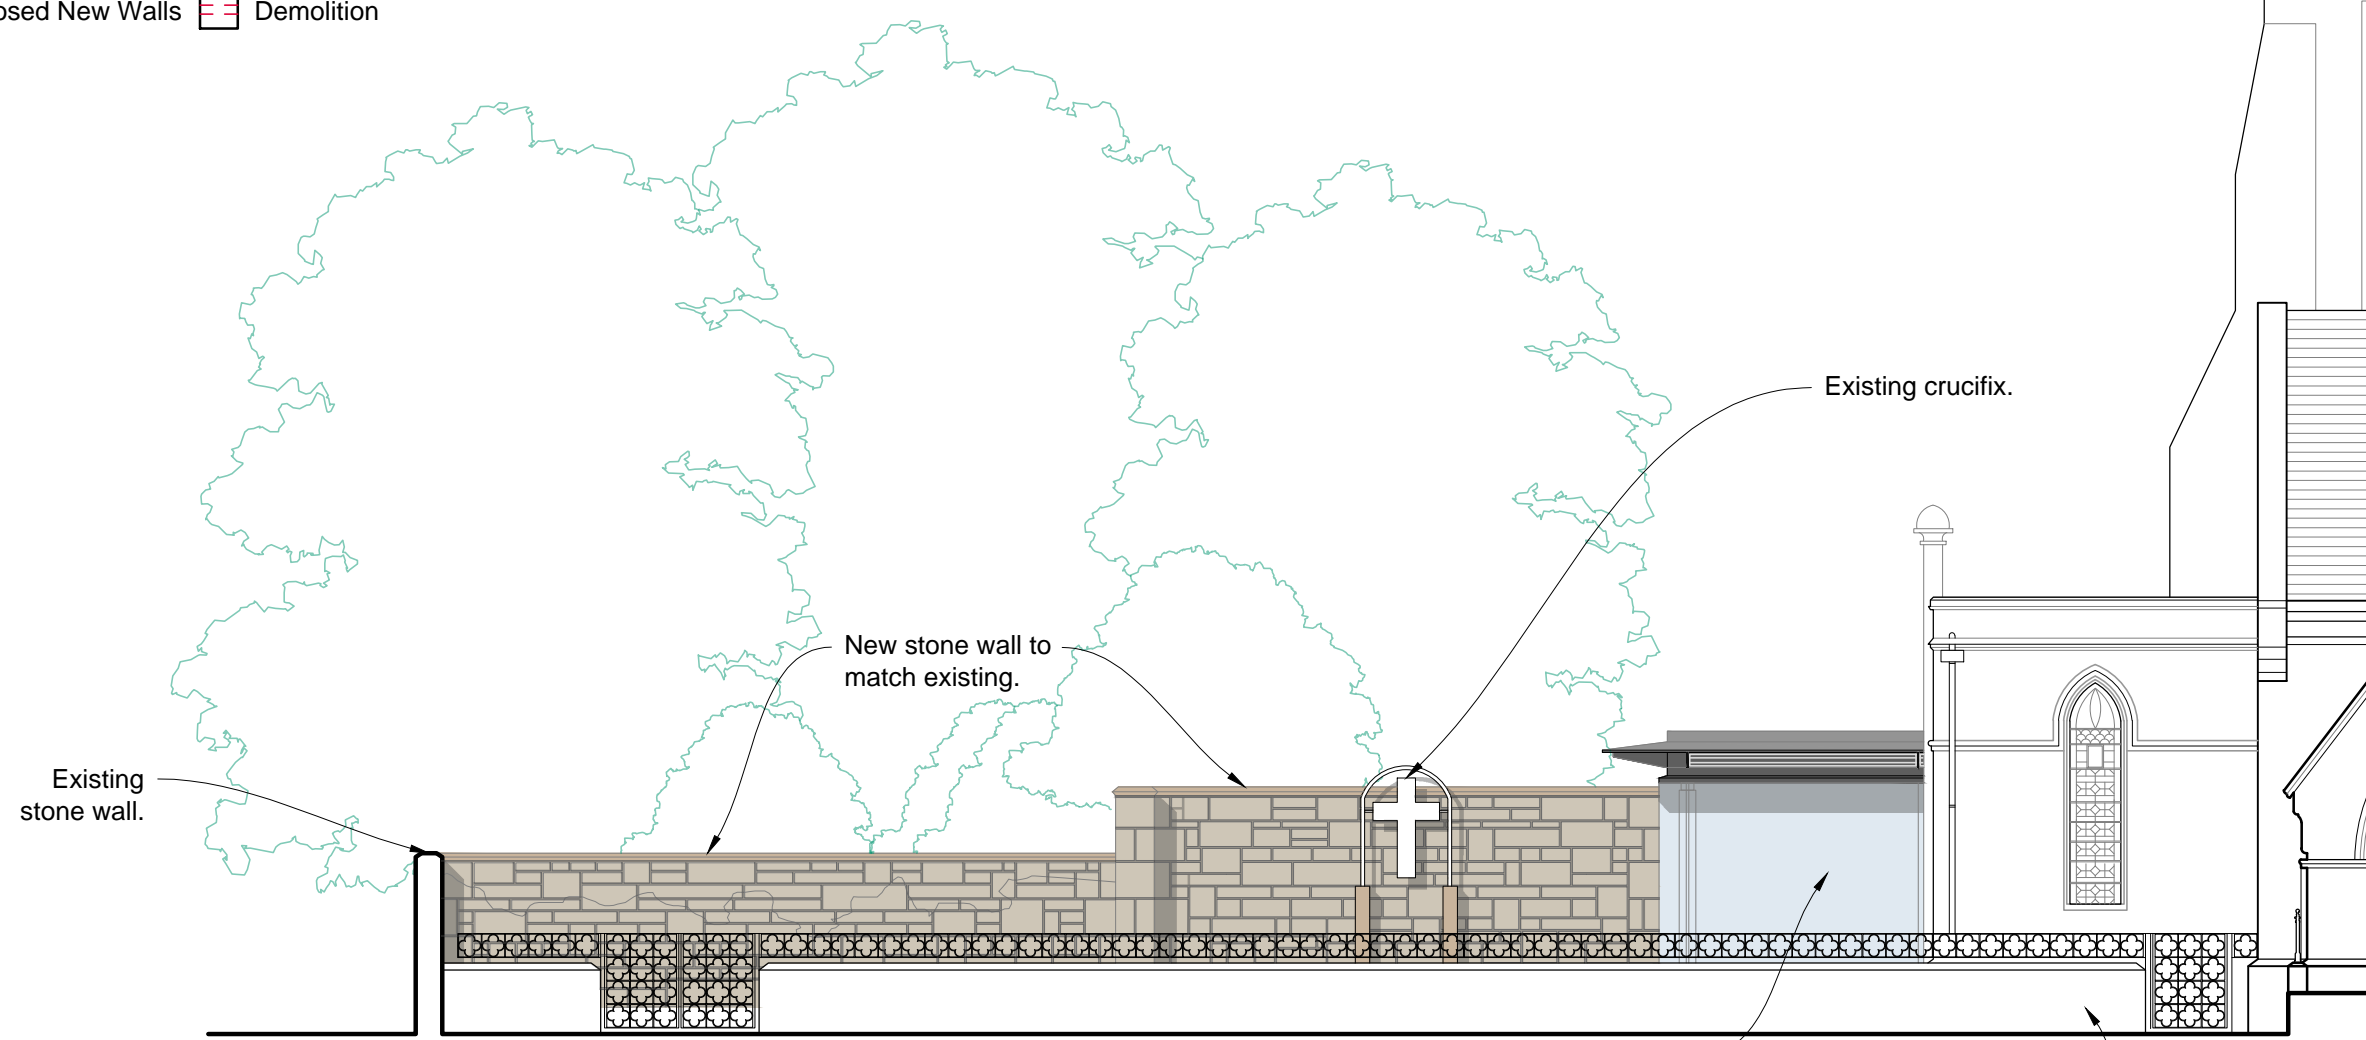 osed New Walls
Demolition
Existing crucifix.
New stone wall to
match existing.
Existing
stone wall.